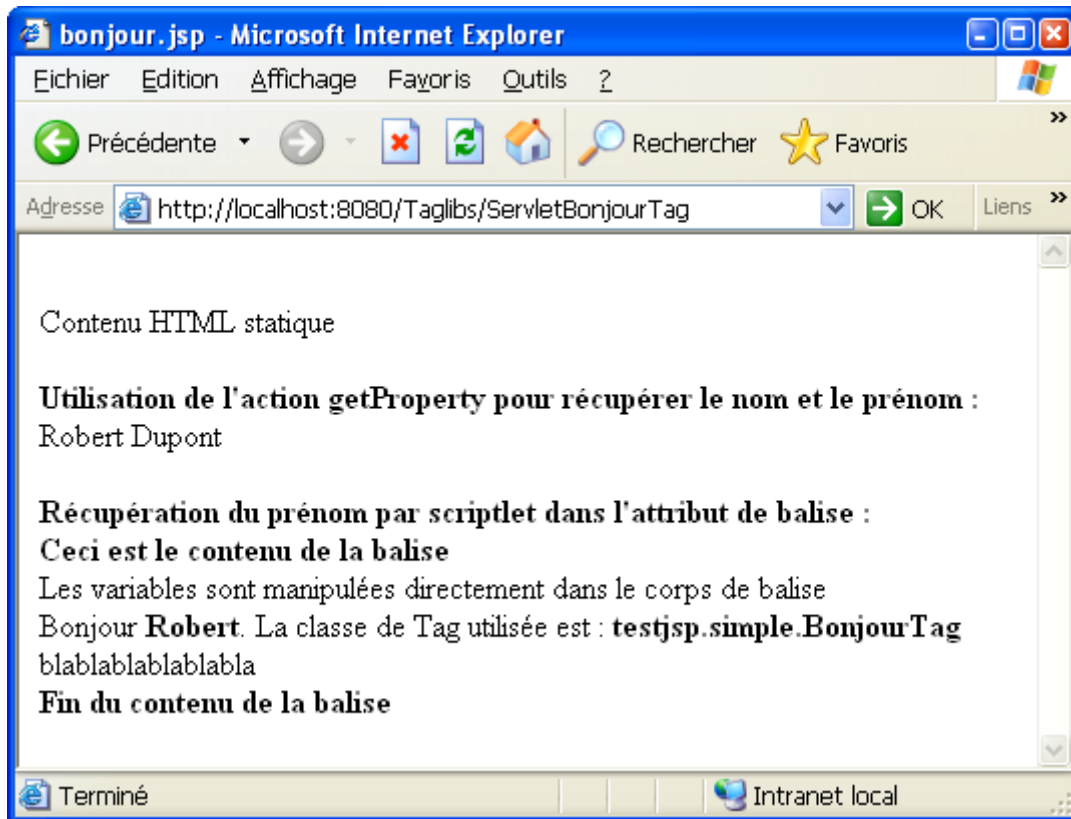 bonjour.jsp - Microsoft Internet Explorer
Fichier Edition Affichage Favoris Outils ?
Précédente Rechercher Favoris »
Adresse http://localhost:8080/Taglibs/ServletBonjourTag OK Liens »
Contenu HTML statique
Utilisation de l'action getProperty pour récupérer le nom et le prénom :
Robert Dupont
Récupération du prénom par scriptlet dans l'attribut de balise :
Ceci est le contenu de la balise
Les variables sont manipulées directement dans le corps de balise
Bonjour Robert. La classe de Tag utilisée est : testjsp.simple.BonjourTag
blablablablablabla
Fin du contenu de la balise
Terminé Intranet local